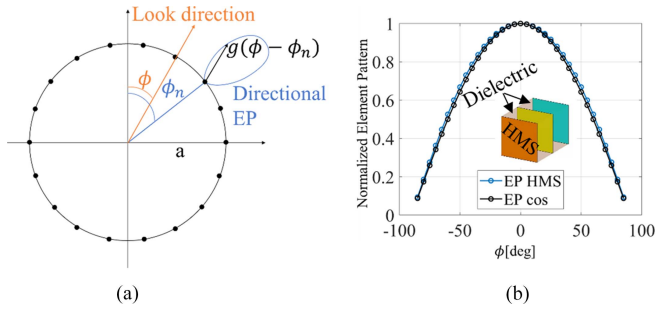 Look direction
g(ϕ − ϕₙ)
ϕ
ϕₙ
Directional
EP
a
(a)
Normalized Element Pattern
1
0.8
0.6
0.4
0.2
0
Dielectric
HMS
EP HMS
EP cos
-100
-50
0
50
100
ϕ[deg]
(b)